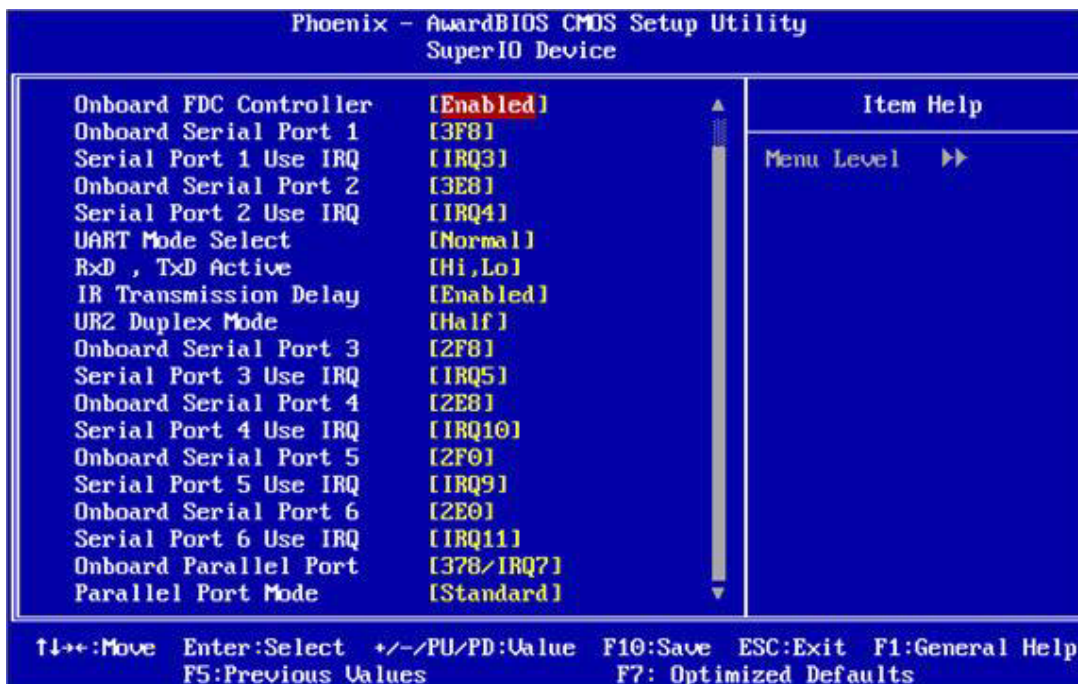 Phoenix - AwardBIOS CMOS Setup Utility
SuperIO Device
Onboard FDC Controller [Enabled]
Onboard Serial Port 1 [3F8]
Serial Port 1 Use IRQ [IRQ3]
Onboard Serial Port 2 [3E8]
Serial Port 2 Use IRQ [IRQ4]
UART Mode Select [Normal]
RxD , TxD Active [Hi,Lo]
IR Transmission Delay [Enabled]
UR2 Duplex Mode [Half]
Onboard Serial Port 3 [2F8]
Serial Port 3 Use IRQ [IRQ5]
Onboard Serial Port 4 [2E8]
Serial Port 4 Use IRQ [IRQ10]
Onboard Serial Port 5 [2F0]
Serial Port 5 Use IRQ [IRQ9]
Onboard Serial Port 6 [2E0]
Serial Port 6 Use IRQ [IRQ11]
Onboard Parallel Port [378/IRQ7]
Parallel Port Mode [Standard]
Item Help
Menu Level ▶▶
↑↓→←:Move Enter:Select +/-/PU/PD:Value F10:Save ESC:Exit F1:General Help
F5:Previous Values F7: Optimized Defaults